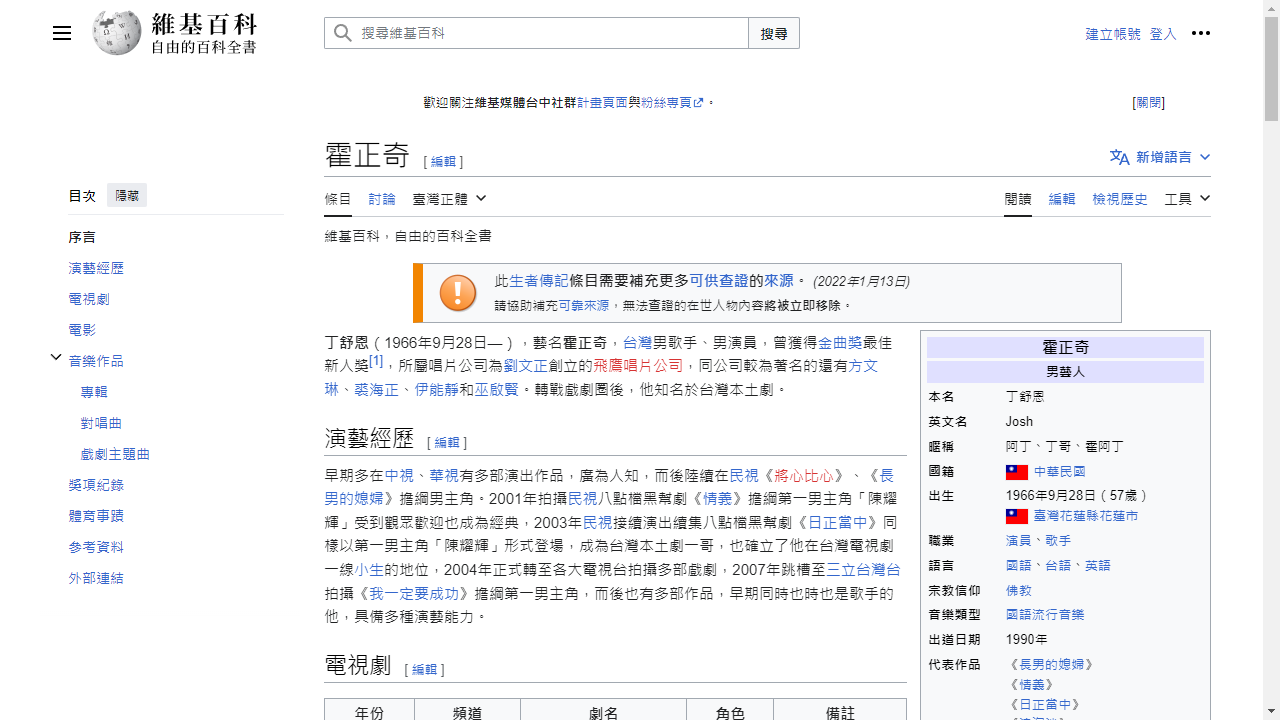 維基百科
自由的百科全書
搜尋維基百科
搜尋
建立帳號 登入
歡迎關注維基媒體台中社群計畫頁面與粉絲專頁。
[關閉]
霍正奇 [ 編輯 ]
新增語言
目次 隱藏
序言
演藝經歷
電視劇
電影
音樂作品
專輯
對唱曲
戲劇主題曲
獎項紀錄
體育事蹟
參考資料
外部連結
條目 討論 臺灣正體
閱讀 編輯 檢視歷史 工具
維基百科,自由的百科全書
此生者傳記條目需要補充更多可供查證的來源。 (2022年1月13日)
請協助補充可靠來源,無法查證的在世人物內容將被立即移除。
丁舒恩(1966年9月28日—),藝名霍正奇,台灣男歌手、男演員,曾獲得金曲獎最佳
新人獎[1],所屬唱片公司為劉文正創立的飛鷹唱片公司,同公司較為著名的還有方文
琳、裘海正、伊能靜和巫啟賢。轉戰戲劇圈後,他知名於台灣本土劇。
演藝經歷 [ 編輯 ]
早期多在中視、華視有多部演出作品,廣為人知,而後陸續在民視《將心比心》、《長
男的媳婦》擔綱男主角。2001年拍攝民視八點檔黑幫劇《情義》擔綱第一男主角「陳耀
輝」受到觀眾歡迎也成為經典,2003年民視接續演出續集八點檔黑幫劇《日正當中》同
樣以第一男主角「陳耀輝」形式登場,成為台灣本土劇一哥,也確立了他在台灣電視劇
一線小生的地位,2004年正式轉至各大電視台拍攝多部戲劇,2007年跳槽至三立台灣台
拍攝《我一定要成功》擔綱第一男主角,而後也有多部作品,早期同時也時也是歌手的
他,具備多種演藝能力。
電視劇 [ 編輯 ]
年份 頻道 劇名 角色 備註
霍正奇
男藝人
本名 丁舒恩
英文名 Josh
暱稱 阿丁、丁哥、霍阿丁
國籍 中華民國
出生 1966年9月28日(57歲)
臺灣花蓮縣花蓮市
職業 演員、歌手
語言 國語、台語、英語
宗教信仰 佛教
音樂類型 國語流行音樂
出道日期 1990年
代表作品 《長男的媳婦》
《情義》
《日正當中》